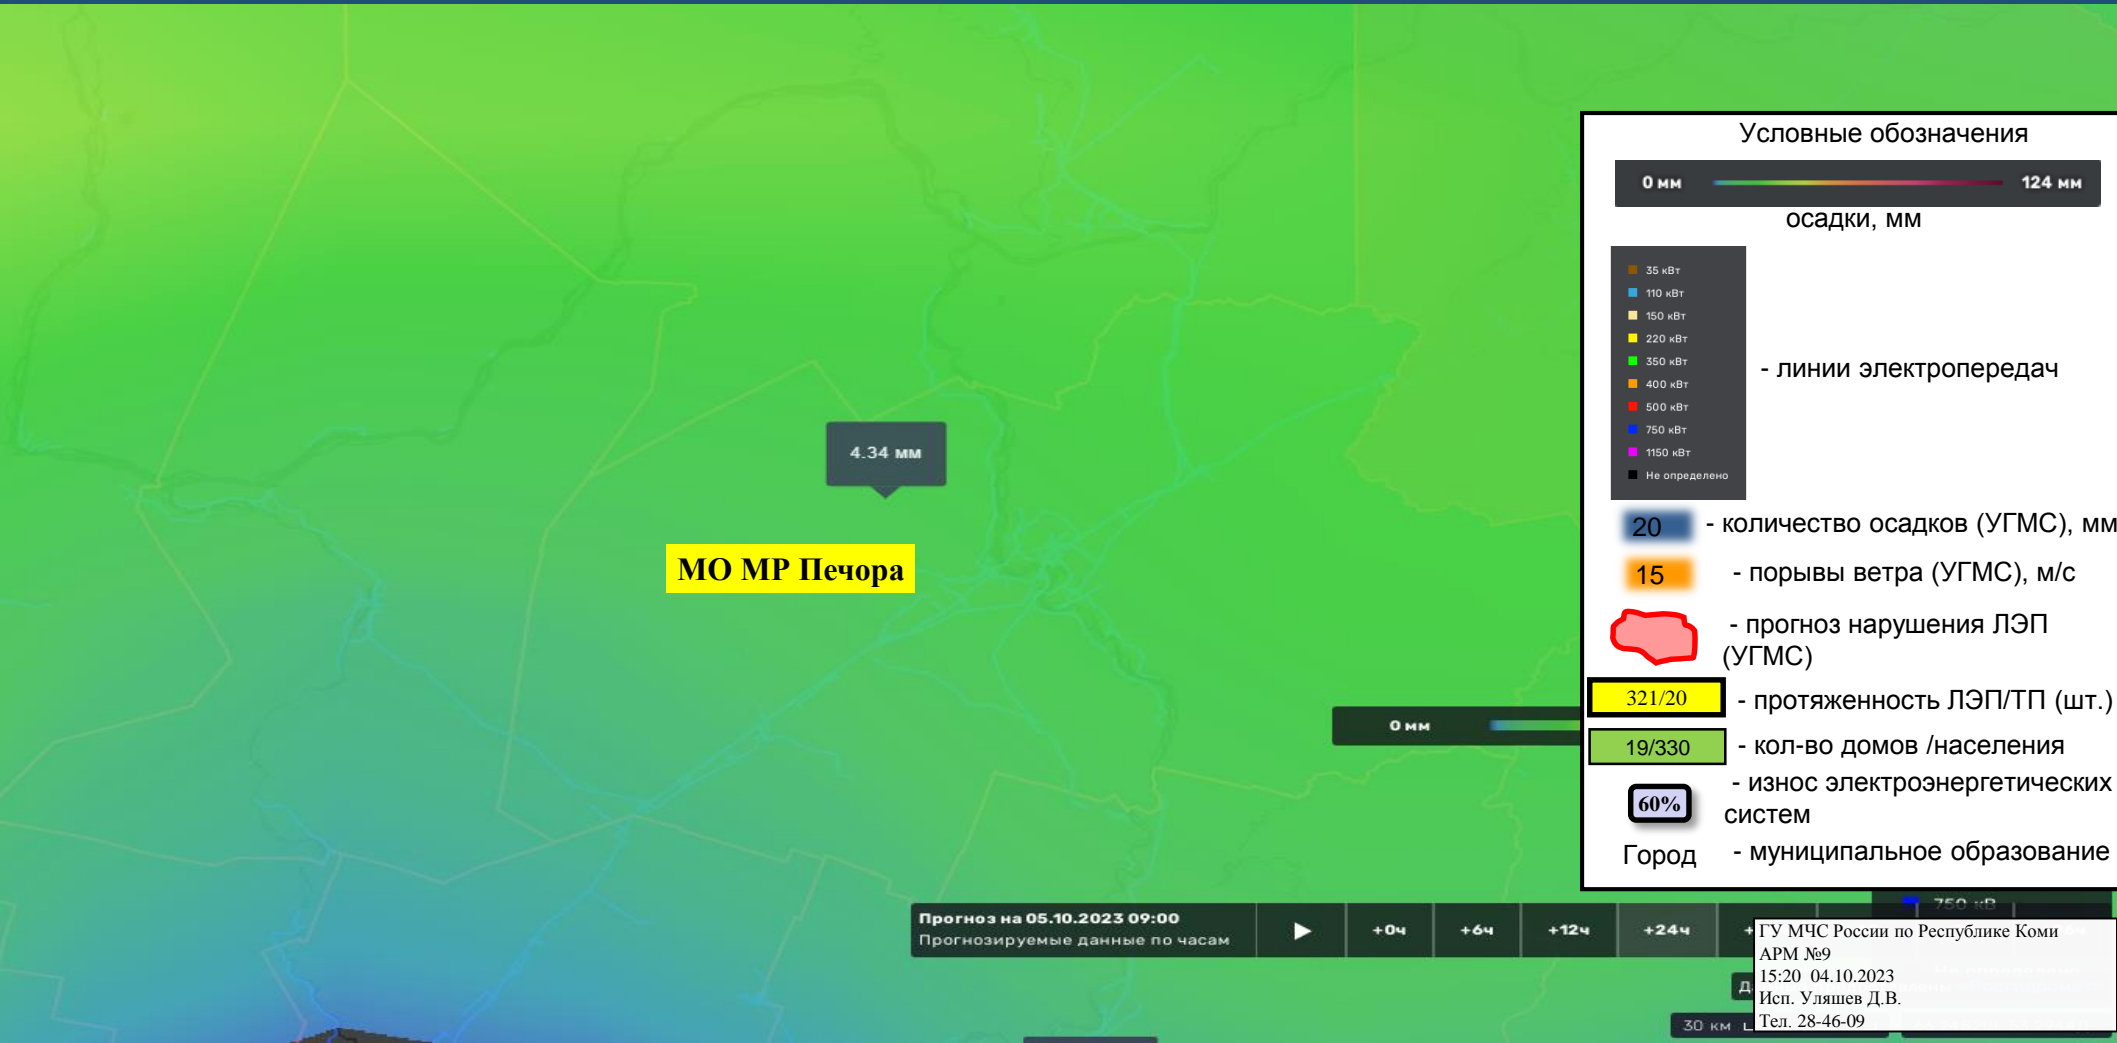 Условные обозначения
0 мм 124 мм
осадки, мм
35 кВт
110 кВт
150 кВт
220 кВт
350 кВт
400 кВт
500 кВт
750 кВт
1150 кВт
Не определено
- линии электропередач
4.34 мм
МО МР Печора
20 - количество осадков (УГМС), мм
15 - порывы ветра (УГМС), м/с
- прогноз нарушения ЛЭП
(УГМС)
321/20 - протяженность ЛЭП/ТП (шт.)
0 мм
19/330 - кол-во домов /населения
- износ электроэнергетических
60%
систем
Город - муниципальное образование
750 кВ
Прогноз на 05.10.2023 09:00
Прогнозируемые данные по часам
+0ч +6ч +12ч +24ч +
ГУ МЧС России по Республике Коми
АРМ №9
15:20 04.10.2023
Исп. Уляшев Д.В.
Тел. 28-46-09
30 км